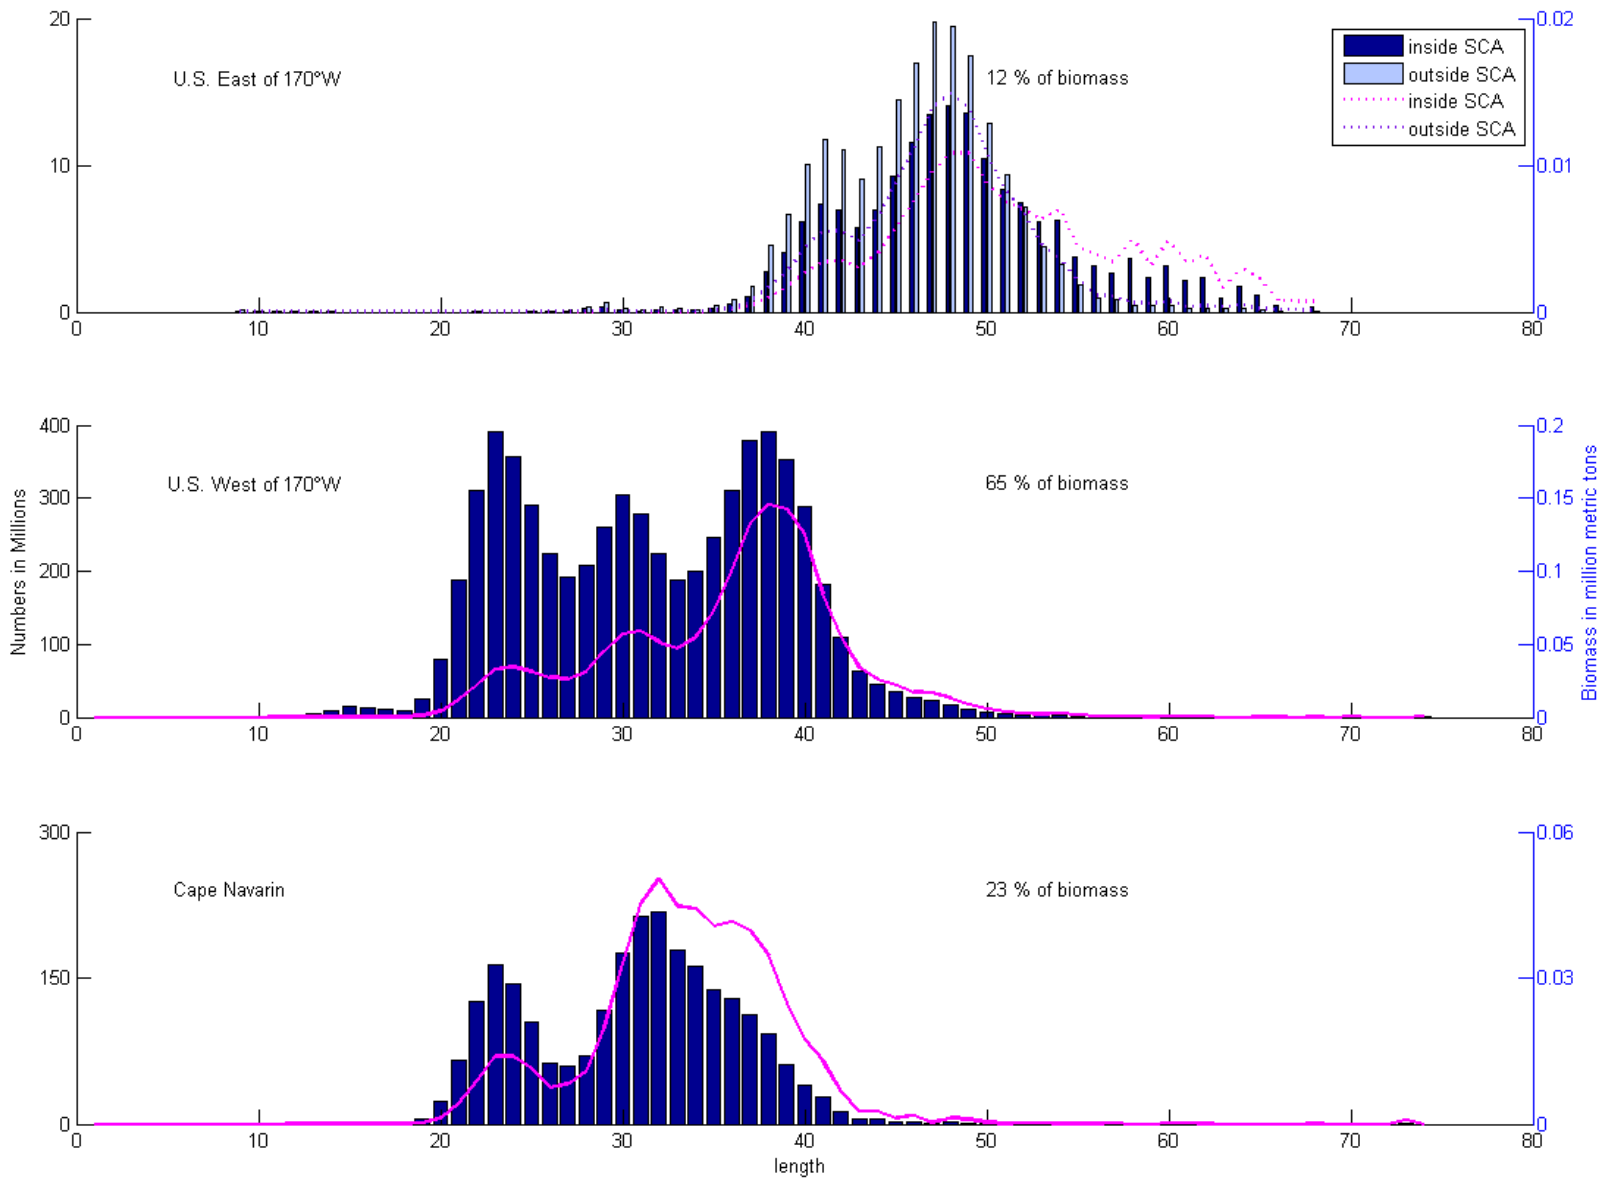 20
10
0
U.S. East of 170°W
12 % of biomass
inside SCA
outside SCA
inside SCA
outside SCA
0.02
0.01
0
0 10 20 30 40 50 60 70 80
400
300
200
100
0
Numbers in Millions
U.S. West of 170°W
65 % of biomass
0.2
0.15
0.1
0.05
0
Biomass in million metric tons
0 10 20 30 40 50 60 70 80
300
150
0
Cape Navarin
23 % of biomass
0.06
0.03
0
0 10 20 30 40 50 60 70 80
length